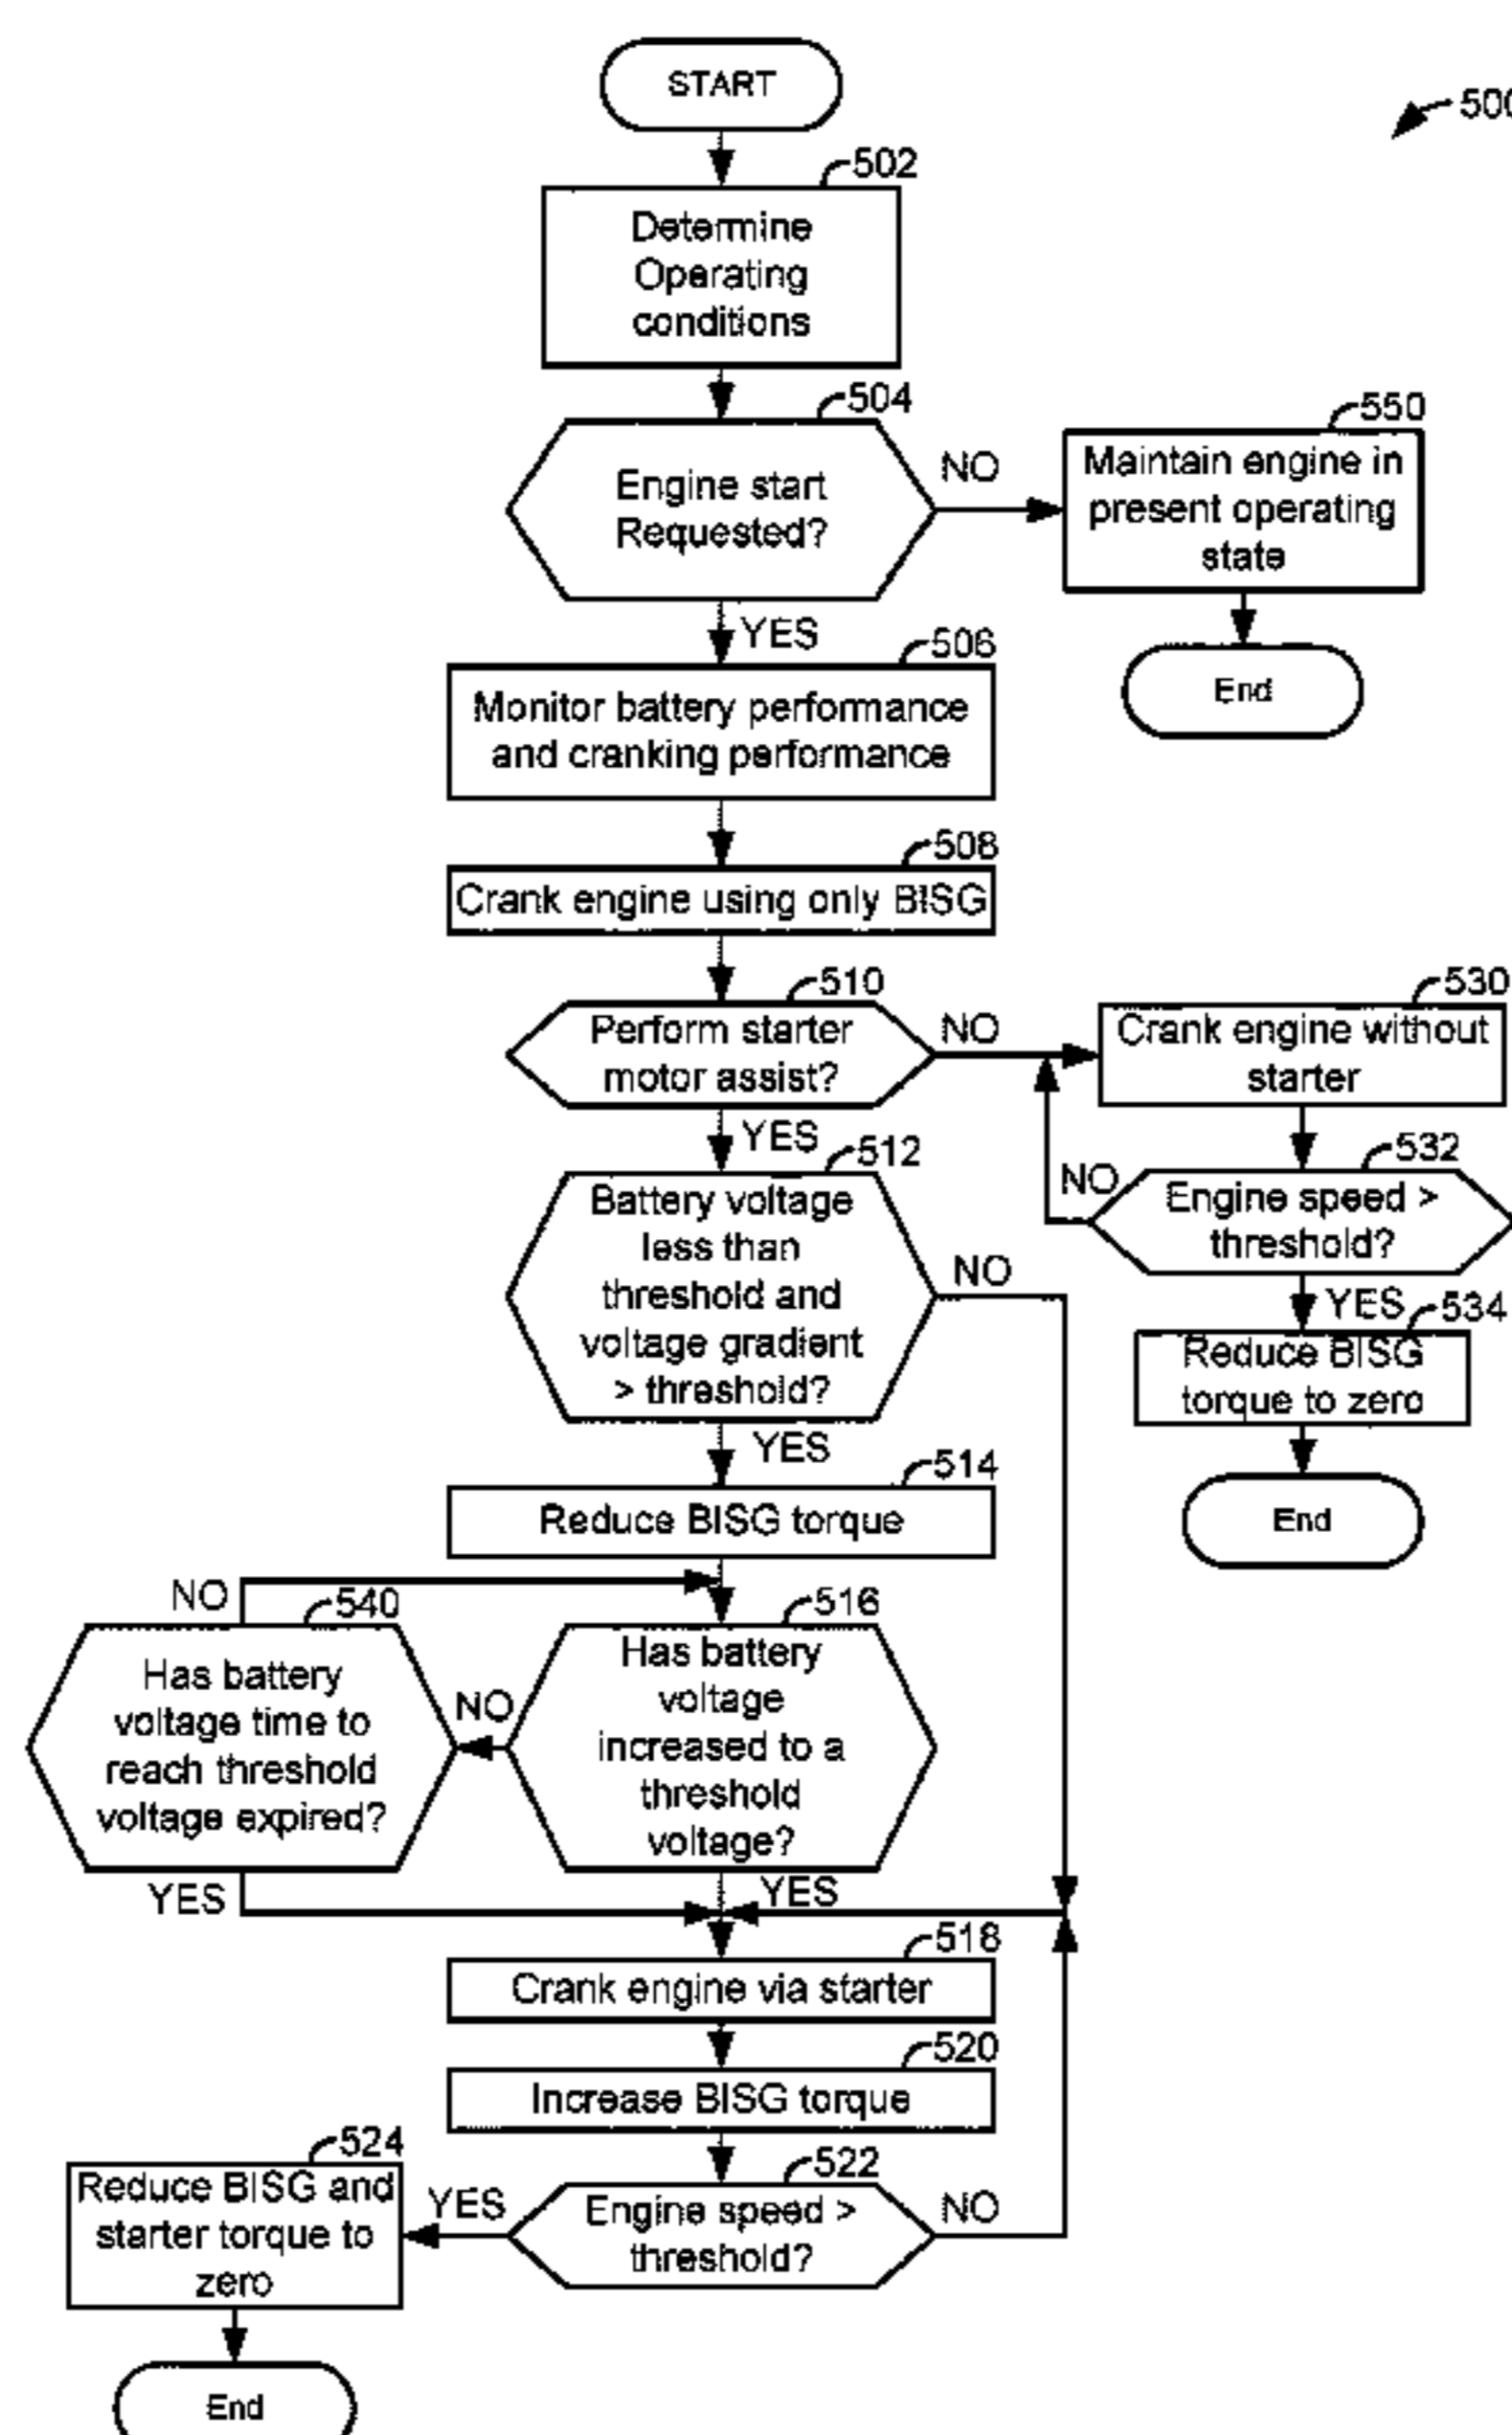 START
500
502
Determine
Operating
conditions
504
Engine start
Requested?
NO
550
Maintain engine in
present operating
state
End
YES
506
Monitor battery performance
and cranking performance
508
Crank engine using only BISG
510
Perform starter
motor assist?
NO
530
Crank engine without
starter
532
Engine speed >
threshold?
NO
YES
534
Reduce BISG
torque to zero
End
YES
512
Battery voltage
less than
threshold and
voltage gradient
> threshold?
NO
YES
514
Reduce BISG torque
516
Has battery
voltage
increased to a
threshold
voltage?
NO
540
Has battery
voltage time to
reach threshold
voltage expired?
NO
YES
YES
518
Crank engine via starter
520
Increase BISG torque
522
Engine speed >
threshold?
NO
YES
524
Reduce BISG and
starter torque to
zero
End